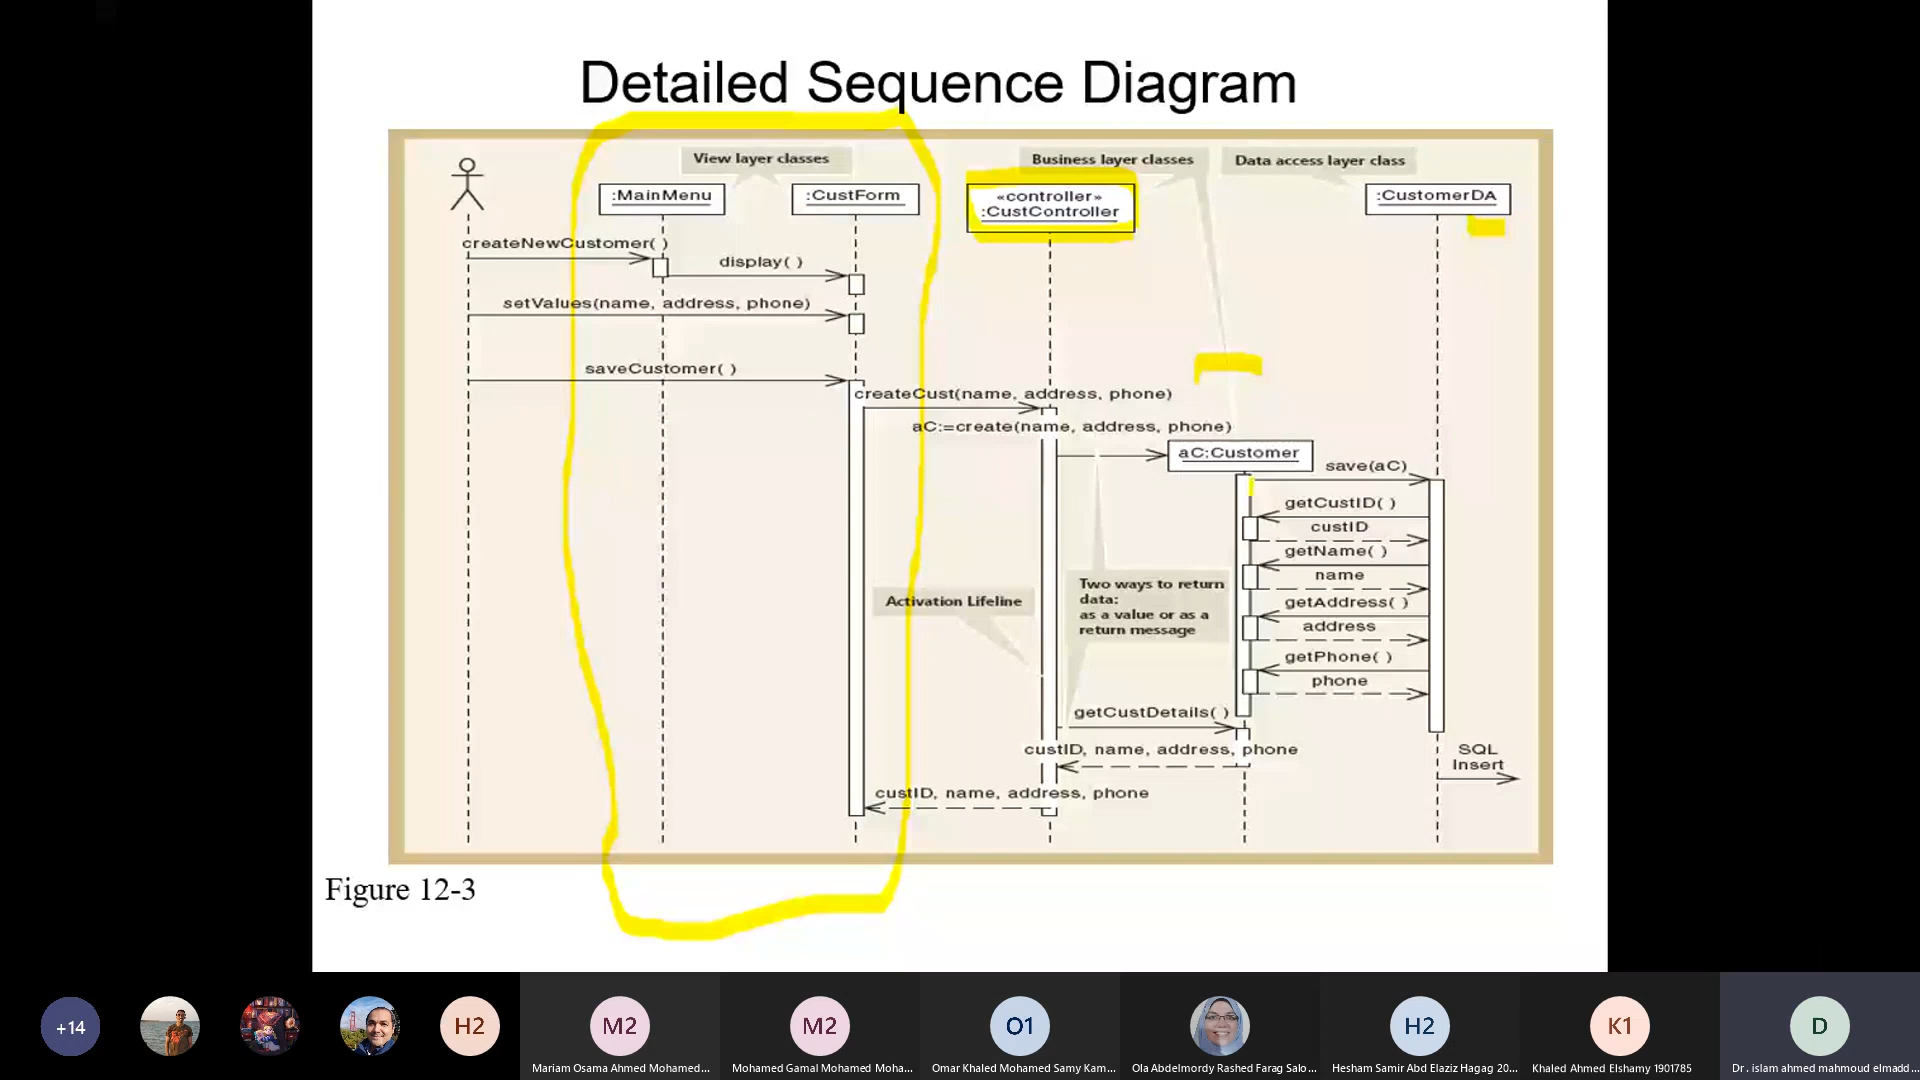 Detailed Sequence Diagram
View layer classes
Business layer classes
Data access layer class
:MainMenu
:CustForm
«controller»
:CustController
:CustomerDA
createNewCustomer( )
display( )
setValues(name, address, phone)
saveCustomer( )
createCust(name, address, phone)
aC:=create(name, address, phone)
aC:Customer
save(aC)
getCustID( )
custID
getName( )
name
getAddress( )
address
getPhone( )
phone
Activation Lifeline
Two ways to return
data:
as a value or as a
return message
getCustDetails( )
custID, name, address, phone
SQL
Insert
custID, name, address, phone
Figure 12-3
+14
H2
M2
M2
O1
H2
K1
D
Mariam Osama Ahmed Mohamed...
Mohamed Gamal Mohamed Moha...
Omar Khaled Mohamed Samy Kam...
Ola Abdelmordy Rashed Farag Salo...
Hesham Samir Abd Elaziz Hagag 20...
Khaled Ahmed Elshamy 1901785
Dr . islam ahmed mahmoud elmadd...